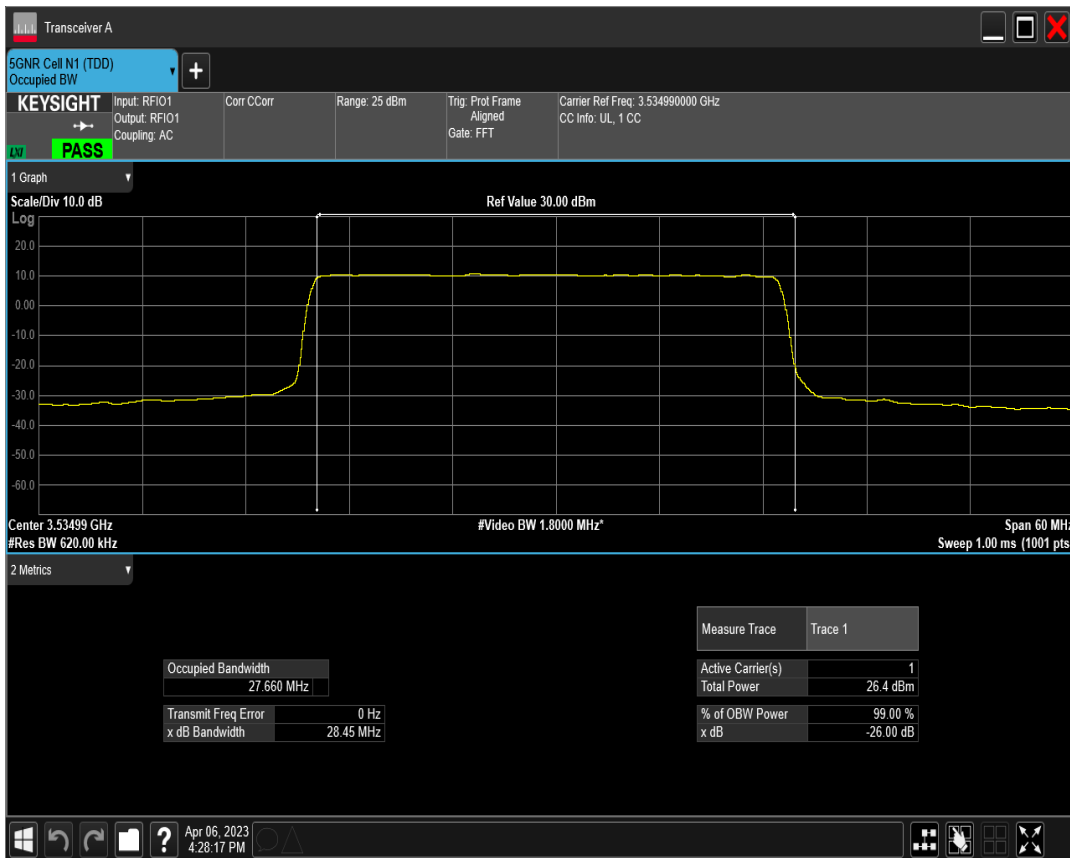 Transceiver A
5GNR Cell N1 (TDD)
Occupied BW
+
KEYSIGHT
LXI
PASS
Input: RFIO1
Output: RFIO1
Coupling: AC
Corr CCorr
Range: 25 dBm
Trig: Prot Frame
Aligned
Gate: FFT
Carrier Ref Freq: 3.534990000 GHz
CC Info: UL, 1 CC
1 Graph
Scale/Div 10.0 dB
Ref Value 30.00 dBm
Log
20.0
10.0
0.00
-10.0
-20.0
-30.0
-40.0
-50.0
-60.0
Center 3.53499 GHz
#Video BW 1.8000 MHz*
Span 60 MHz
#Res BW 620.00 kHz
Sweep 1.00 ms (1001 pts
2 Metrics
Measure Trace Trace 1
Occupied Bandwidth
27.660 MHz
Active Carrier(s) 1
Total Power 26.4 dBm
Transmit Freq Error 0 Hz
x dB Bandwidth 28.45 MHz
% of OBW Power 99.00 %
x dB -26.00 dB
?
Apr 06, 2023
4:28:17 PM